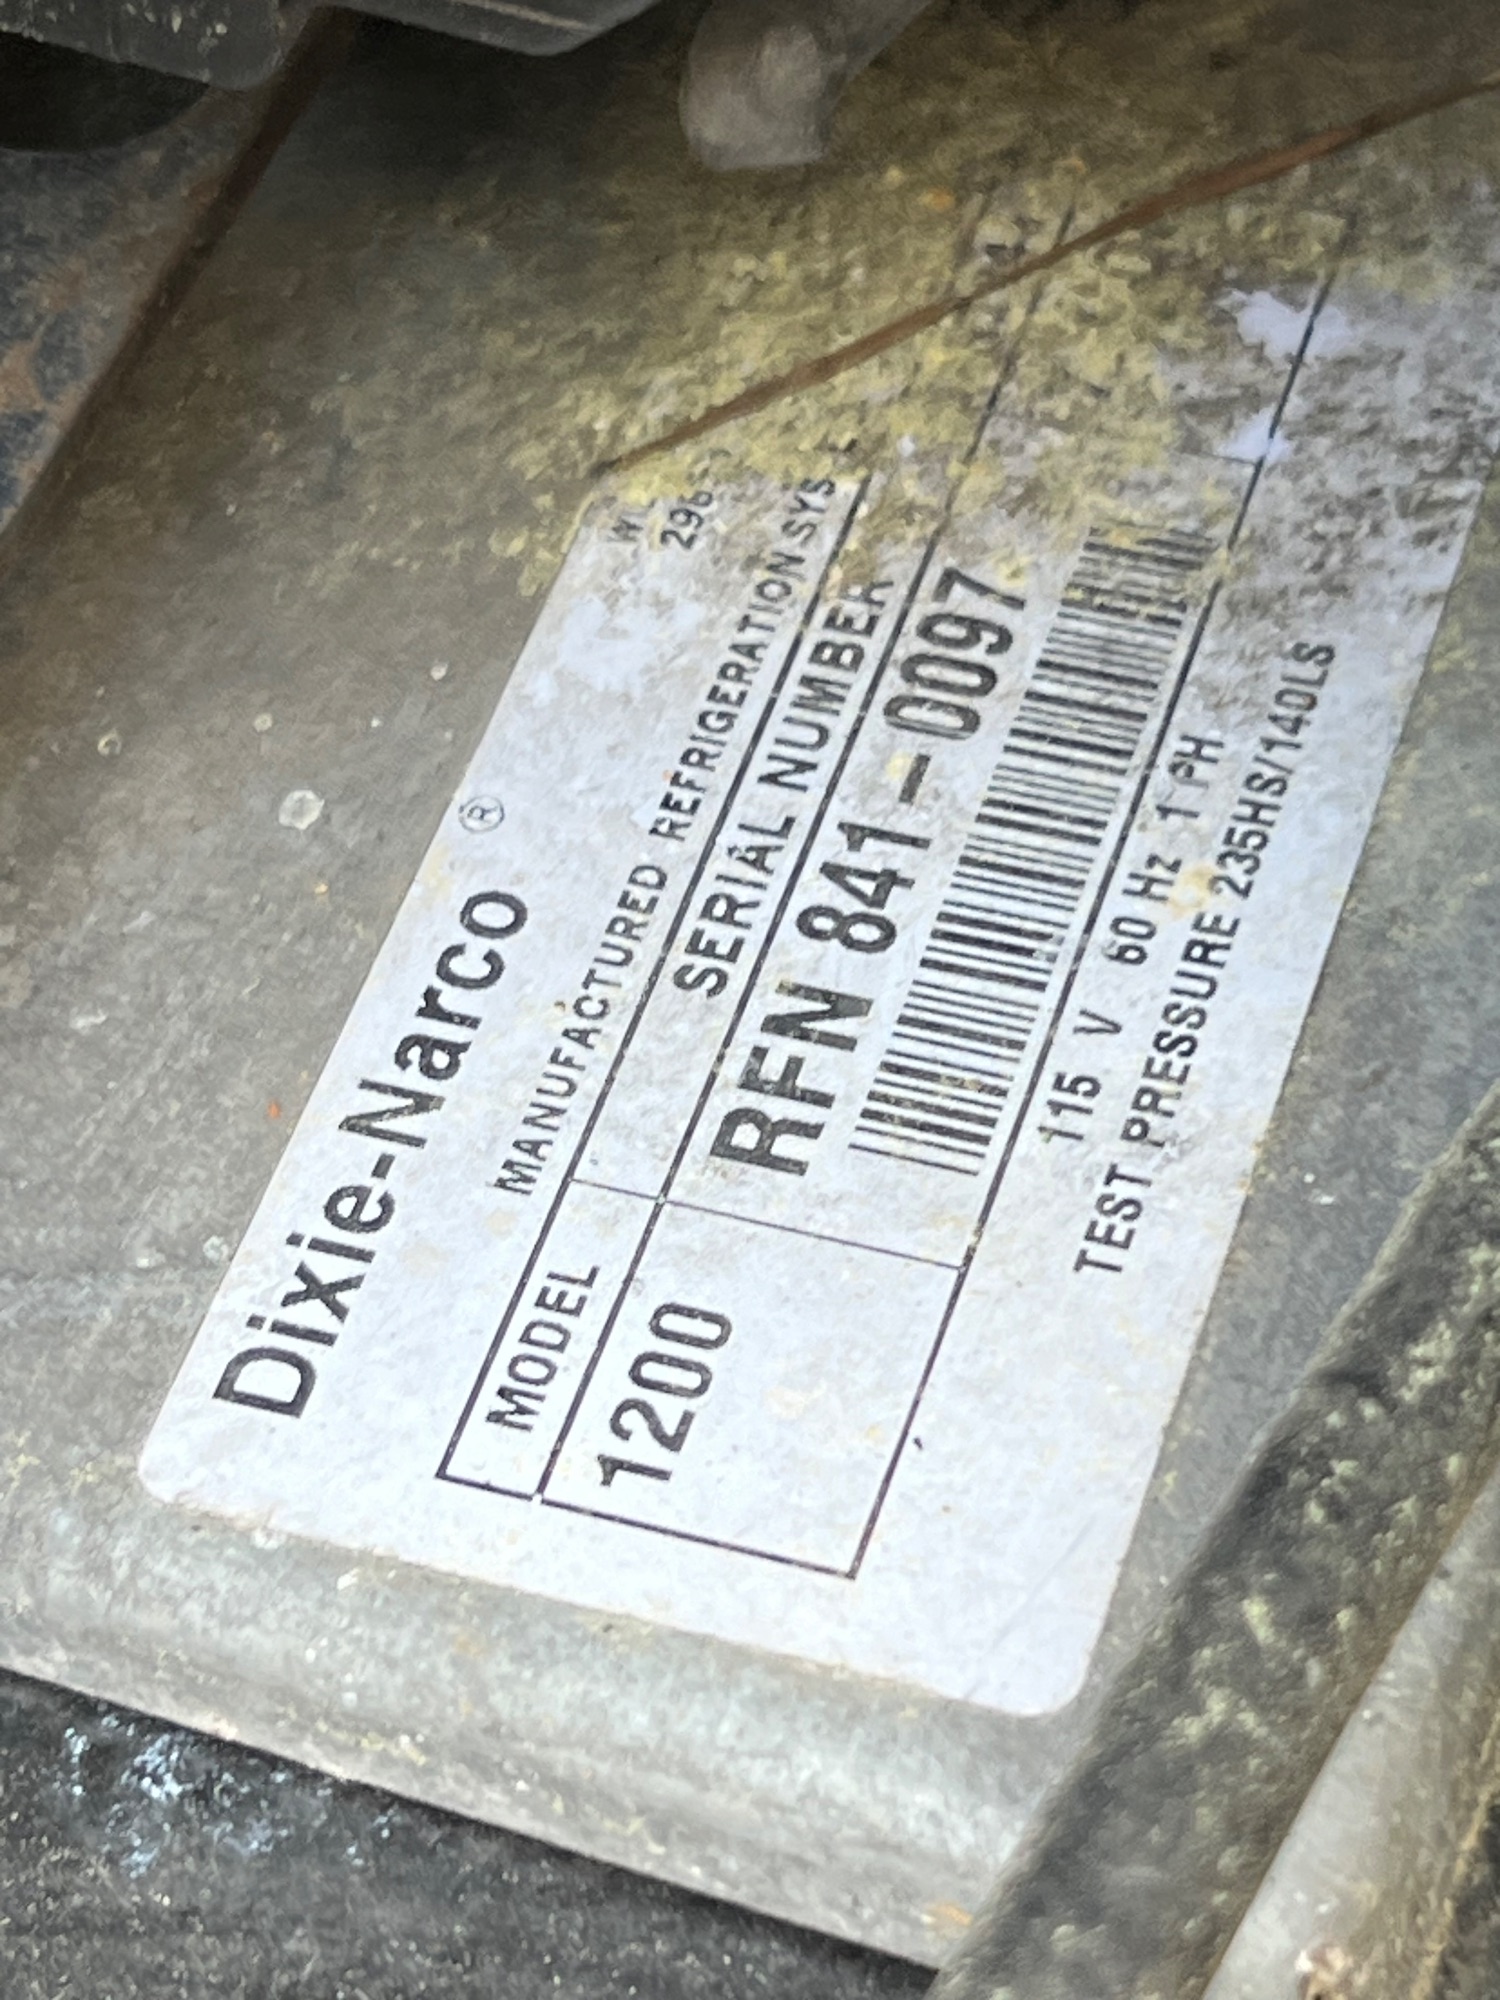 Dixie-Narco®
MANUFACTURED REFRIGERATION
MODEL SERIAL NUMBER
1200 RFN 841-0097
115 V 60 Hz 1 PH
TEST PRESSURE 235HS/140LS